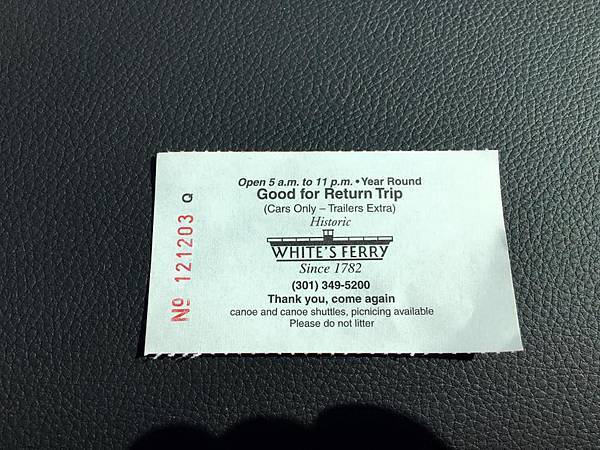 Open 5 a.m. to 11 p.m. • Year Round
Good for Return Trip
(Cars Only – Trailers Extra)
Historic
WHITE'S FERRY
Since 1782
(301) 349-5200
Thank you, come again
canoe and canoe shuttles, picnicing available
Please do not litter
No 121203 Q